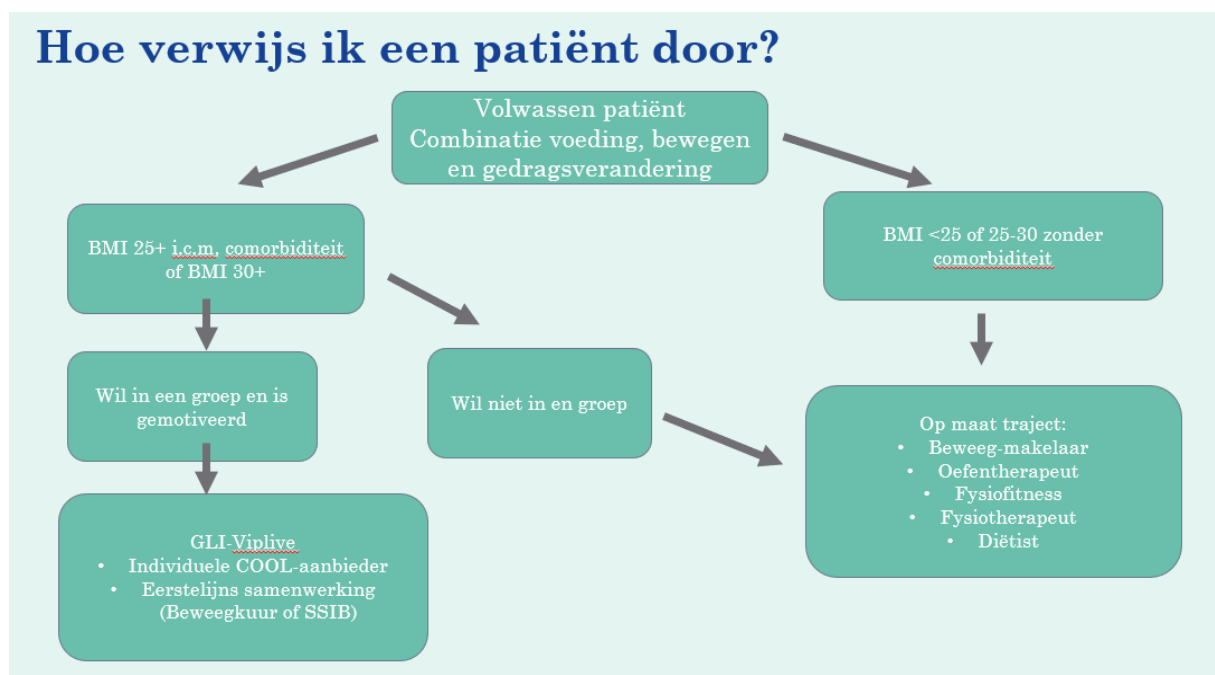 Hoe verwijs ik een patiënt door?
Volwassen patiënt
Combinatie voeding, bewegen
en gedragsverandering
BMI 25+ i.c.m, comorbiditeit
of BMI 30+
BMI <25 of 25-30 zonder
comorbiditeit
Wil in een groep en is
gemotiveerd
Wil niet in en groep
Op maat traject:
• Beweeg-makelaar
• Oefentherapeut
• Fysiofitness
• Fysiotherapeut
• Diëtist
GLI-Viplive
• Individuele COOL-aanbieder
• Eerstelijns samenwerking
(Beweegkuur of SSIB)